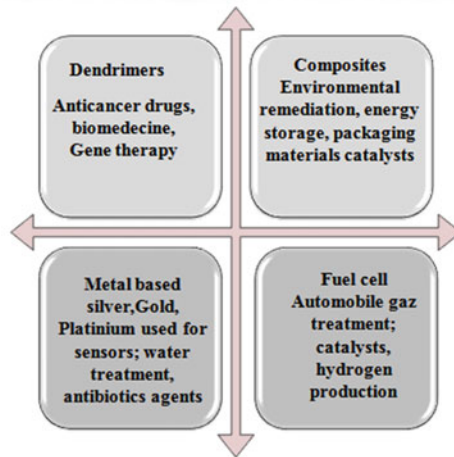 Dendrimers
Anticancer drugs,
biomedecine,
Gene therapy
Composites
Environmental
remediation, energy
storage, packaging
materials catalysts
Metal based
silver,Gold,
Platinium used for
sensors; water
treatment,
antibiotics agents
Fuel cell
Automobile gaz
treatment;
catalysts,
hydrogen
production